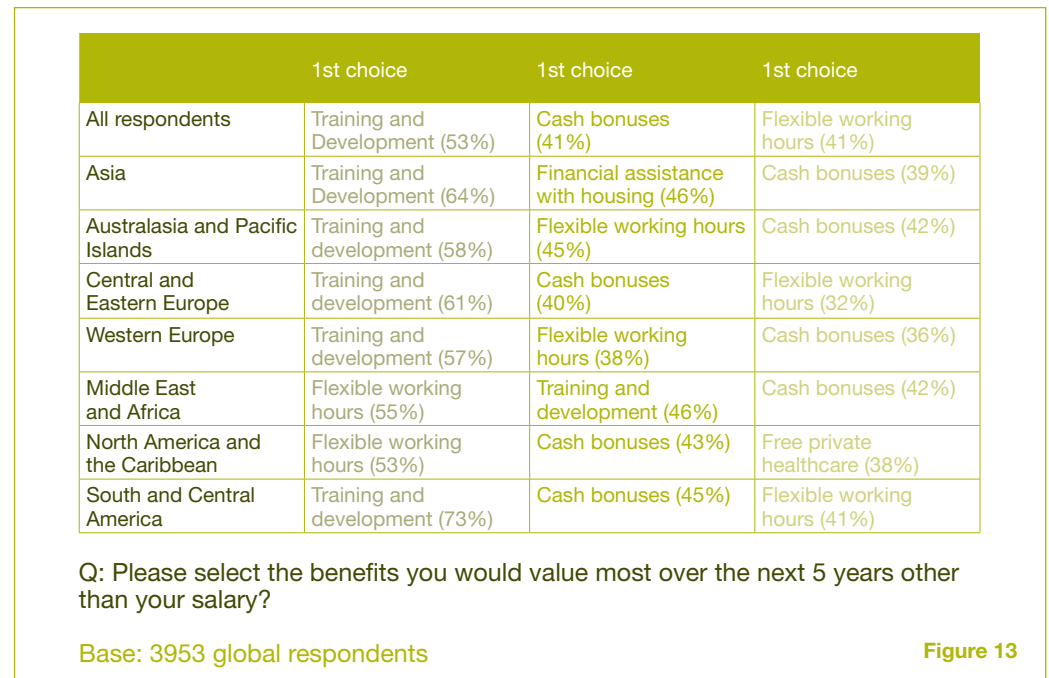 1st choice 1st choice 1st choice
All respondents Training and Cash bonuses Flexible working
Development (53%) (41%) hours (41%)
Asia Training and Financial assistance Cash bonuses (39%)
Development (64%) with housing (46%)
Australasia and Pacific Training and Flexible working hours Cash bonuses (42%)
Islands development (58%) (45%)
Central and Training and Cash bonuses Flexible working
Eastern Europe development (61%) (40%) hours (32%)
Western Europe Training and Flexible working Cash bonuses (36%)
development (57%) hours (38%)
Middle East Flexible working Training and Cash bonuses (42%)
and Africa hours (55%) development (46%)
North America and Flexible working Cash bonuses (43%) Free private
the Caribbean hours (53%) healthcare (38%)
South and Central Training and Cash bonuses (45%) Flexible working
America development (73%) hours (41%)
Q: Please select the benefits you would value most over the next 5 years other
than your salary?
Base: 3953 global respondents Figure 13